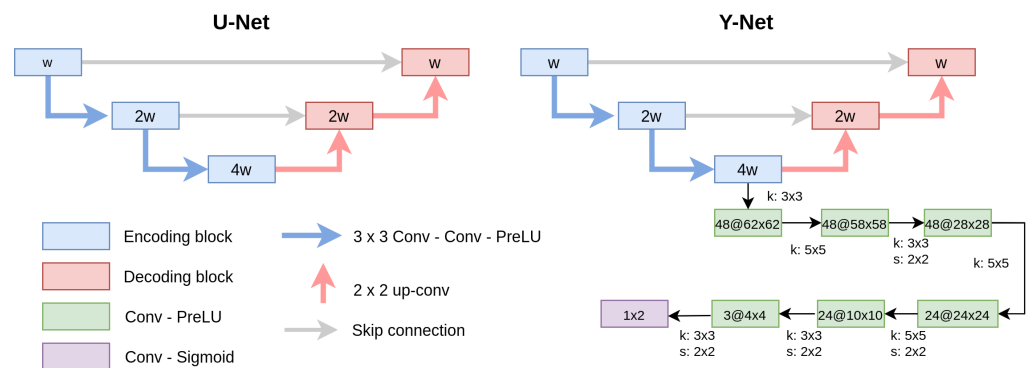 U-Net
Y-Net
w
w
w
w
2w
2w
2w
2w
4w
4w
k: 3x3
48@62x62
48@58x58
48@28x28
k: 5x5
k: 3x3
s: 2x2
k: 5x5
Encoding block
3 x 3 Conv - Conv - PReLU
Decoding block
2 x 2 up-conv
Conv - PReLU
Skip connection
Conv - Sigmoid
1x2
3@4x4
24@10x10
24@24x24
k: 3x3
s: 2x2
k: 3x3
s: 2x2
k: 5x5
s: 2x2